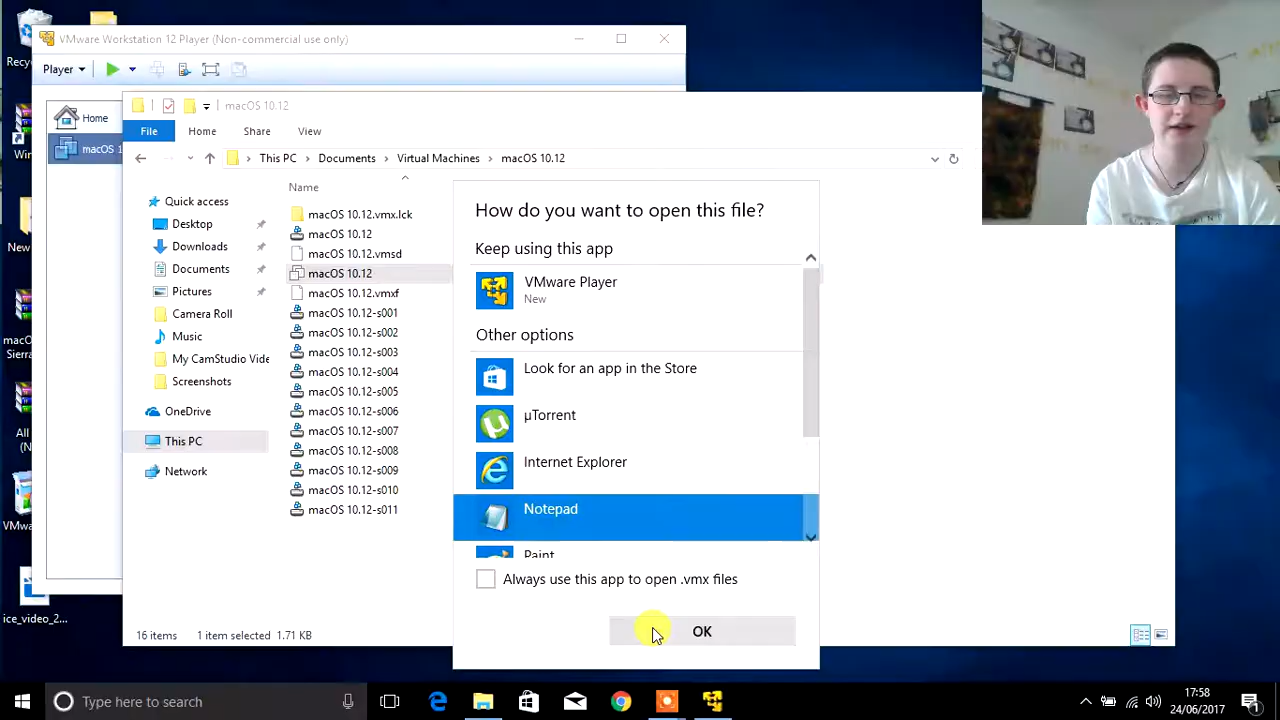 VMware Workstation 12 Player (Non-commercial use only)
Player
Home
macOS 1
macOS 10.12
File
Home
Share
View
This PC
Documents
Virtual Machines
macOS 10.12
Name
Quick access
Desktop
Downloads
Documents
Pictures
Camera Roll
Music
My CamStudio Vide
Screenshots
OneDrive
This PC
Network
macOS 10.12.vmx.lck
macOS 10.12
macOS 10.12.vmsd
macOS 10.12
macOS 10.12.vmxf
macOS 10.12-s001
macOS 10.12-s002
macOS 10.12-s003
macOS 10.12-s004
macOS 10.12-s005
macOS 10.12-s006
macOS 10.12-s007
macOS 10.12-s008
macOS 10.12-s009
macOS 10.12-s010
macOS 10.12-s011
16 items
1 item selected 1.71 KB
How do you want to open this file?
Keep using this app
VMware Player
New
Other options
Look for an app in the Store
µTorrent
Internet Explorer
Notepad
Paint
Always use this app to open .vmx files
OK
Recy
Win
New
macO
Sierra
All
(N
VMw
ice_video_2...
Type here to search
17:58
24/06/2017
1